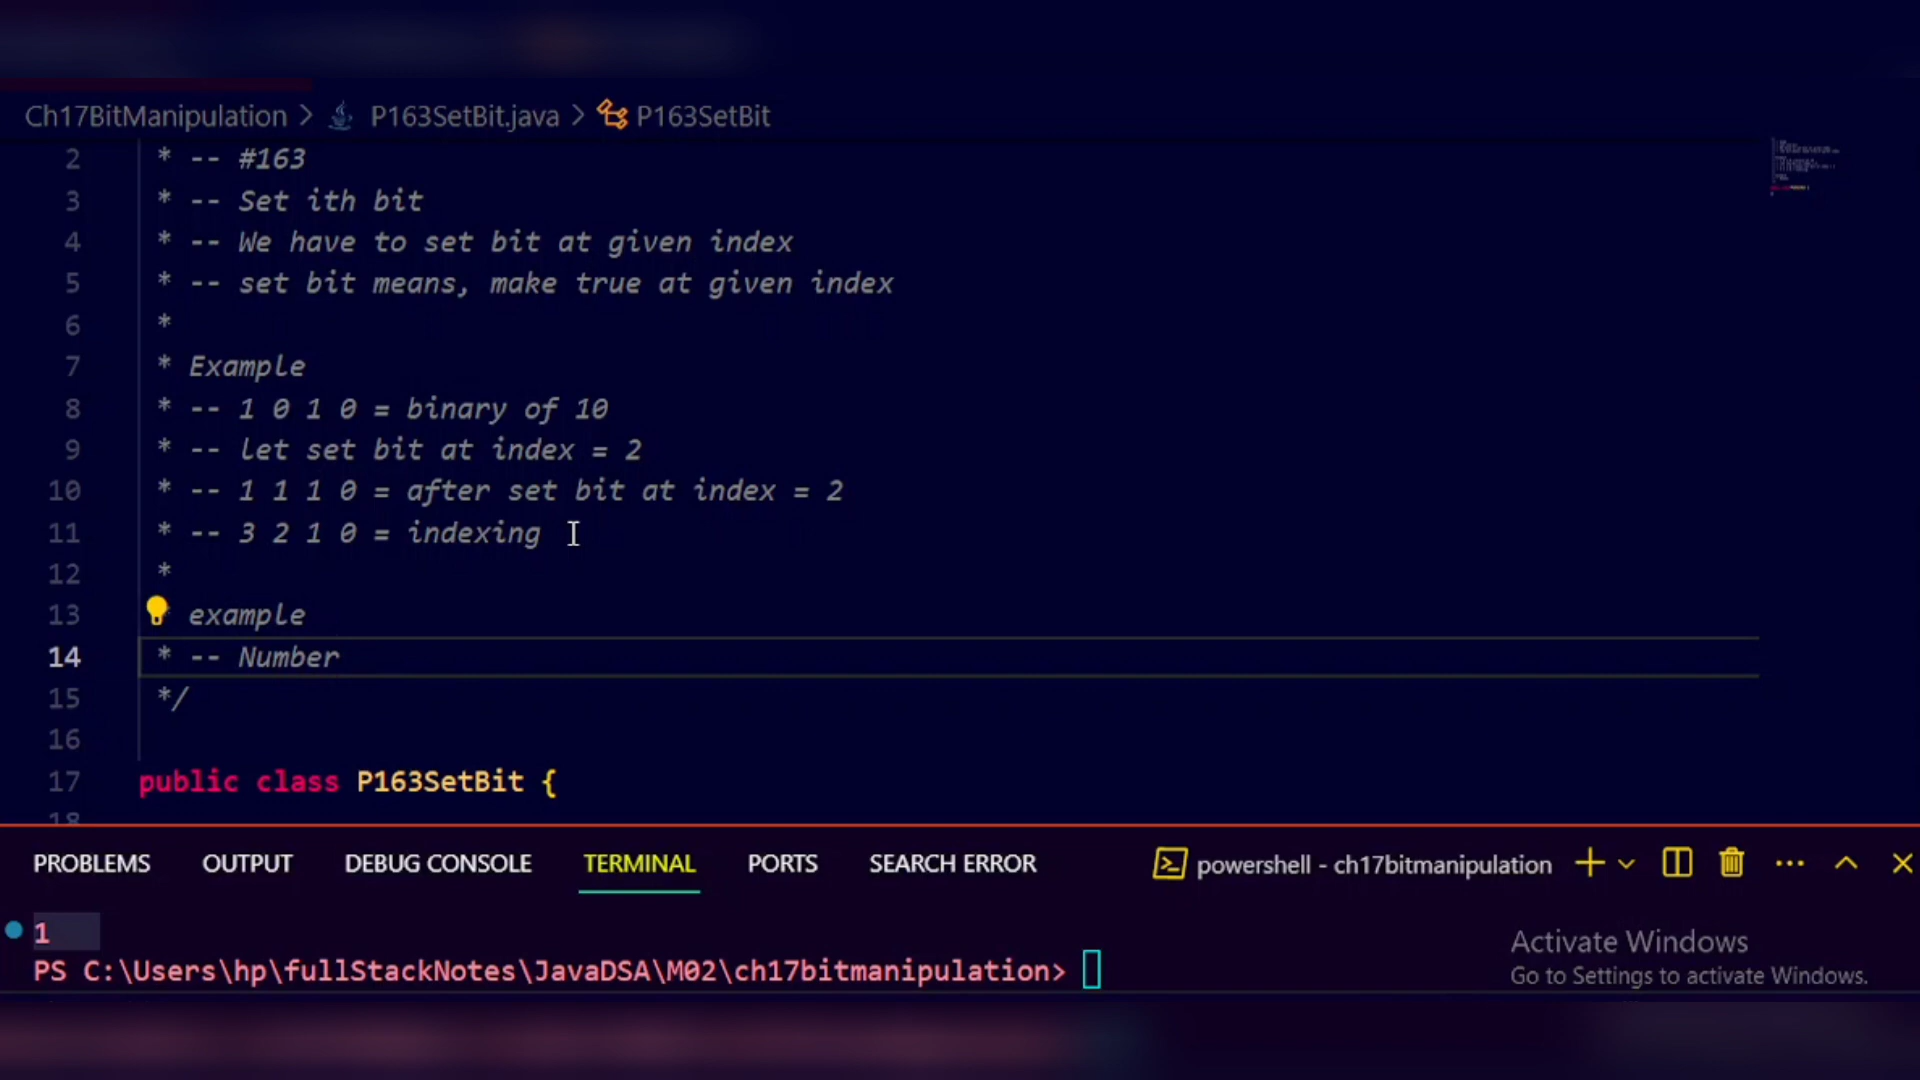 Ch17BitManipulation > P163SetBit.java > P163SetBit
2 * -- #163
3 * -- Set ith bit
4 * -- We have to set bit at given index
5 * -- set bit means, make true at given index
6 *
7 * Example
8 * -- 1 0 1 0 = binary of 10
9 * -- let set bit at index = 2
10 * -- 1 1 1 0 = after set bit at index = 2
11 * -- 3 2 1 0 = indexing
12 *
13 example
14 * -- Number
15 */
16
17 public class P163SetBit {
18
PROBLEMS OUTPUT DEBUG CONSOLE TERMINAL PORTS SEARCH ERROR powershell - ch17bitmanipulation
1
PS C:\Users\hp\fullStackNotes\JavaDSA\M02\ch17bitmanipulation>
Activate Windows
Go to Settings to activate Windows.